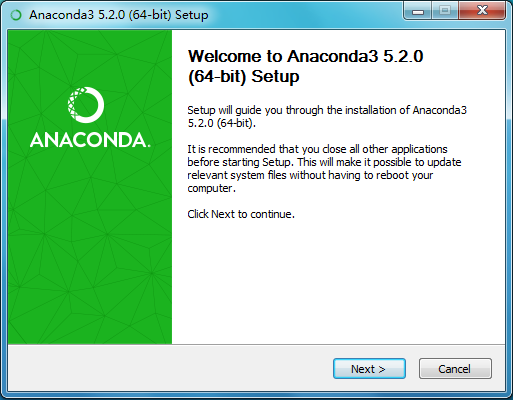 Anaconda3 5.2.0 (64-bit) Setup
Welcome to Anaconda3 5.2.0
(64-bit) Setup
Setup will guide you through the installation of Anaconda3
5.2.0 (64-bit).
It is recommended that you close all other applications
before starting Setup. This will make it possible to update
relevant system files without having to reboot your
computer.
Click Next to continue.
ANACONDA.
Next >
Cancel